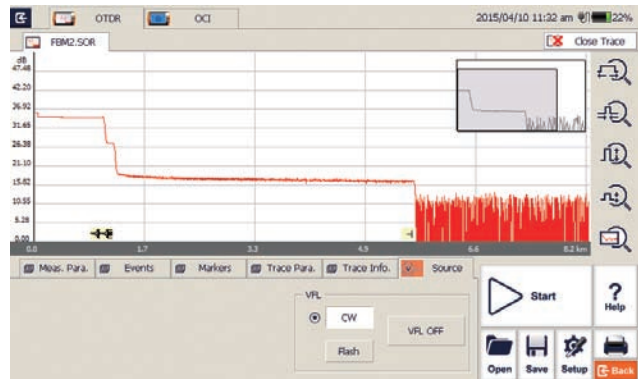 OTDR
OCI
2015/04/10 11:32 am
22%
FBM2.SOR
Close Trace
dB
47.48
42.20
36.92
31.65
26.38
21.10
15.82
10.55
5.28
0.00
0.0
1.7
3.3
4.9
6.6
8.2 km
Meas. Para.
Events
Markers
Trace Para.
Trace Info.
Source
VFL
CW
Flash
VFL OFF
Start
?
Help
Open
Save
Setup
Back